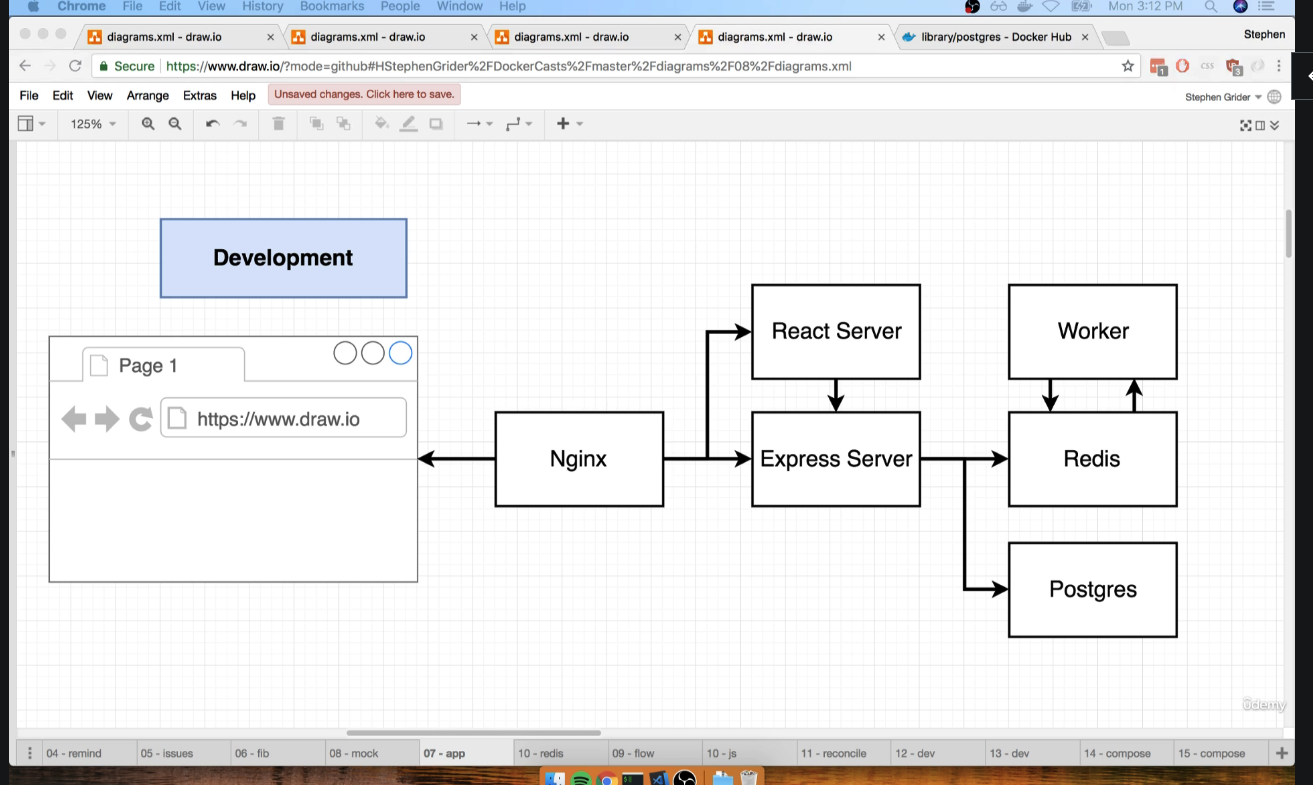 Chrome File Edit View History Bookmarks People Window Help Mon 3:12 PM
diagrams.xml - draw.io diagrams.xml - draw.io diagrams.xml - draw.io diagrams.xml - draw.io library/postgres - Docker Hub Stephen
Secure https://www.draw.io/?mode=github#HStephenGrider%2FDockerCasts%2Fmaster%2Fdiagrams%2F08%2Fdiagrams.xml 1 CSS 3
File Edit View Arrange Extras Help Unsaved changes. Click here to save. Stephen Grider
125%
Development
Page 1
https://www.draw.io
Nginx
React Server
Express Server
Worker
Redis
Postgres
Ûdemy
04 - remind 05 - issues 06 - fib 08 - mock 07 - app 10 - redis 09 - flow 10 - js 11 - reconcile 12 - dev 13 - dev 14 - compose 15 - compose